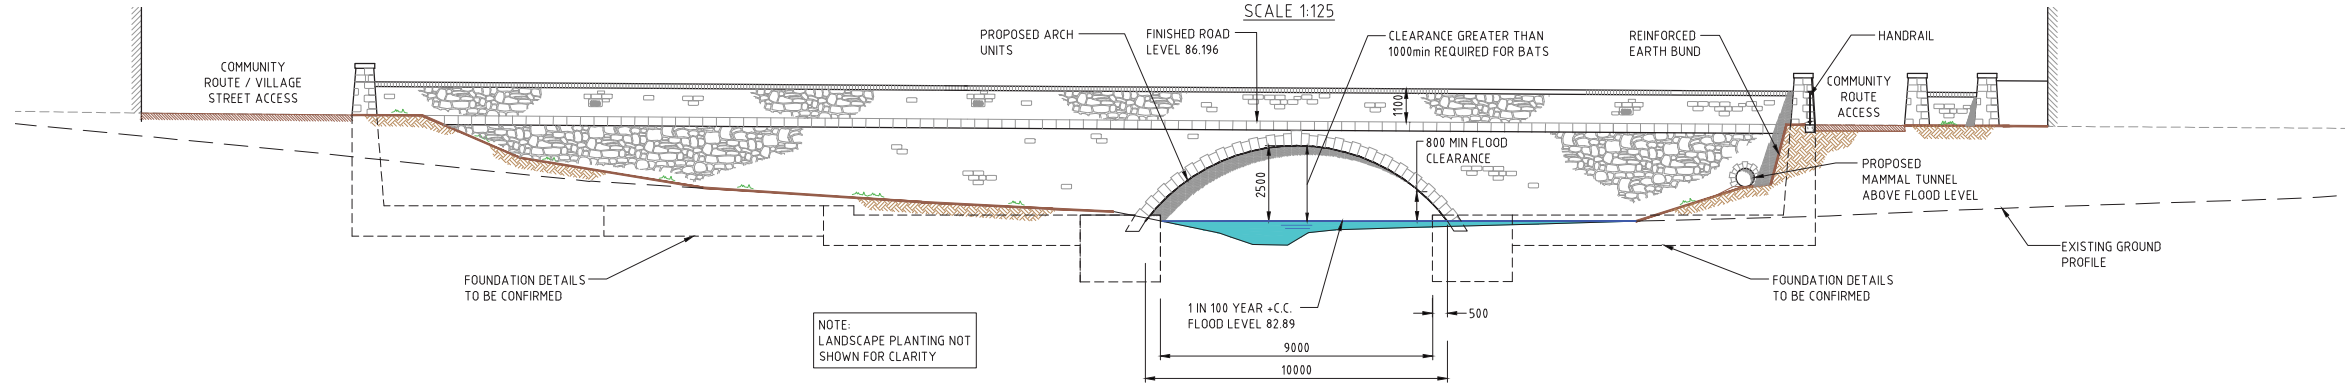 SCALE 1:125
COMMUNITY
ROUTE / VILLAGE
STREET ACCESS
PROPOSED ARCH
UNITS
FINISHED ROAD
LEVEL 86.196
CLEARANCE GREATER THAN
1000min REQUIRED FOR BATS
REINFORCED
EARTH BUND
HANDRAIL
COMMUNITY
ROUTE
ACCESS
1100
800 MIN FLOOD
CLEARANCE
2500
PROPOSED
MAMMAL TUNNEL
ABOVE FLOOD LEVEL
EXISTING GROUND
PROFILE
FOUNDATION DETAILS
TO BE CONFIRMED
FOUNDATION DETAILS
TO BE CONFIRMED
1 IN 100 YEAR +C.C.
FLOOD LEVEL 82.89
500
NOTE:
LANDSCAPE PLANTING NOT
SHOWN FOR CLARITY
9000
10000